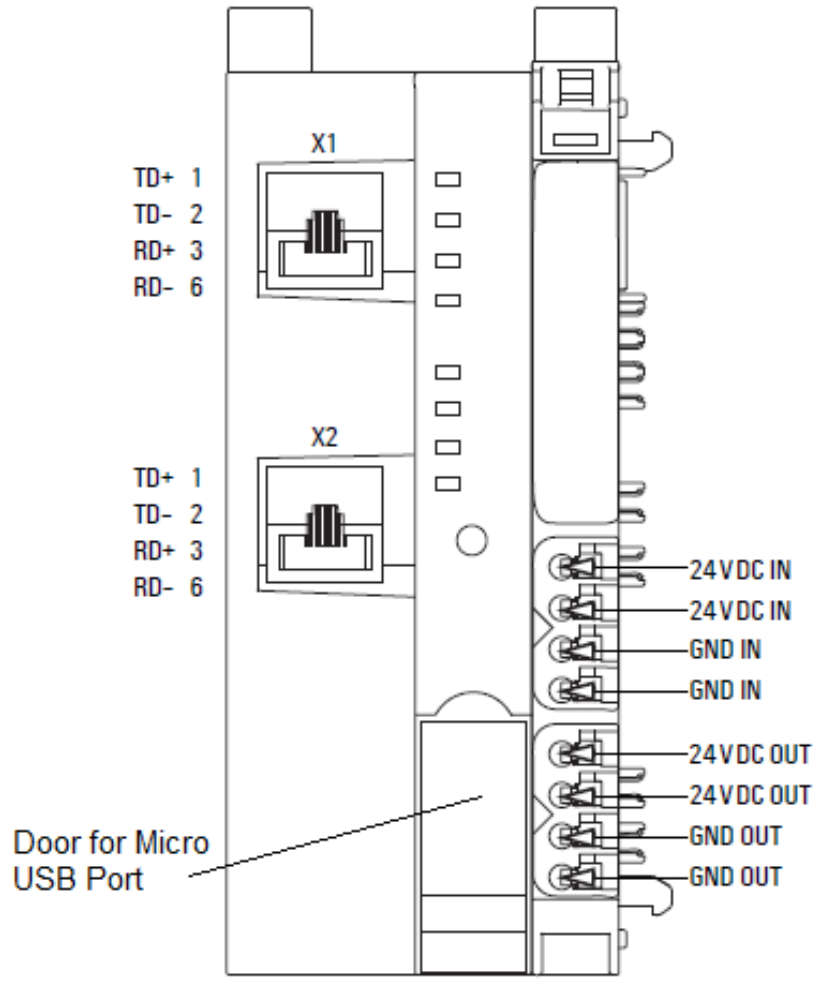 X1
TD+ 1
TD- 2
RD+ 3
RD- 6
X2
TD+ 1
TD- 2
RD+ 3
RD- 6
24VDC IN
24VDC IN
GND IN
GND IN
24VDC OUT
24VDC OUT
GND OUT
GND OUT
Door for Micro
USB Port